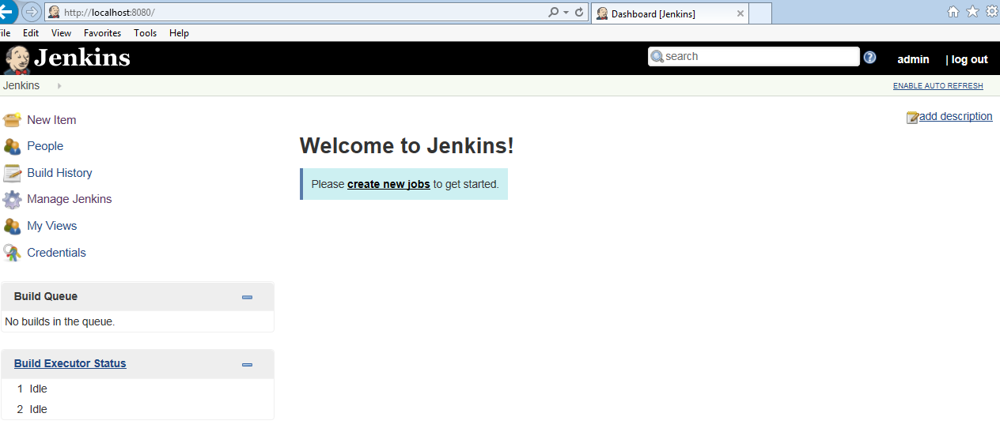 http://localhost:8080/
Dashboard [Jenkins]
ile Edit View Favorites Tools Help
Jenkins
search
admin | log out
Jenkins
ENABLE AUTO REFRESH
New Item
People
Build History
Manage Jenkins
My Views
Credentials
add description
Welcome to Jenkins!
Please create new jobs to get started.
Build Queue
No builds in the queue.
Build Executor Status
1 Idle
2 Idle